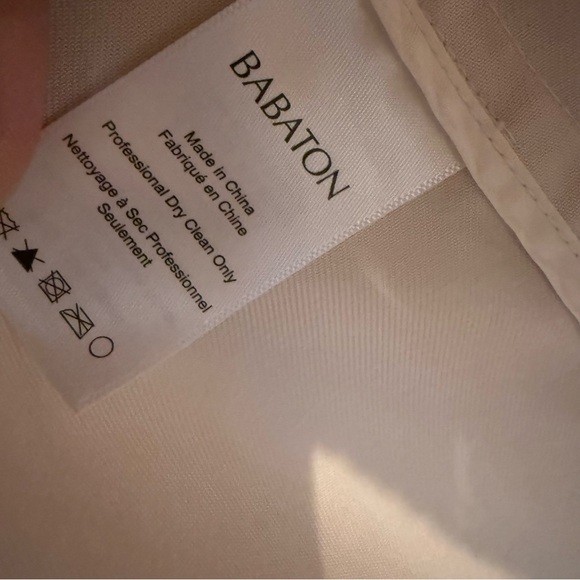 BABATON
Made in China
Fabriqué en Chine
Professional Dry Clean Only
Nettoyage à Sec Professionnel
Seulement